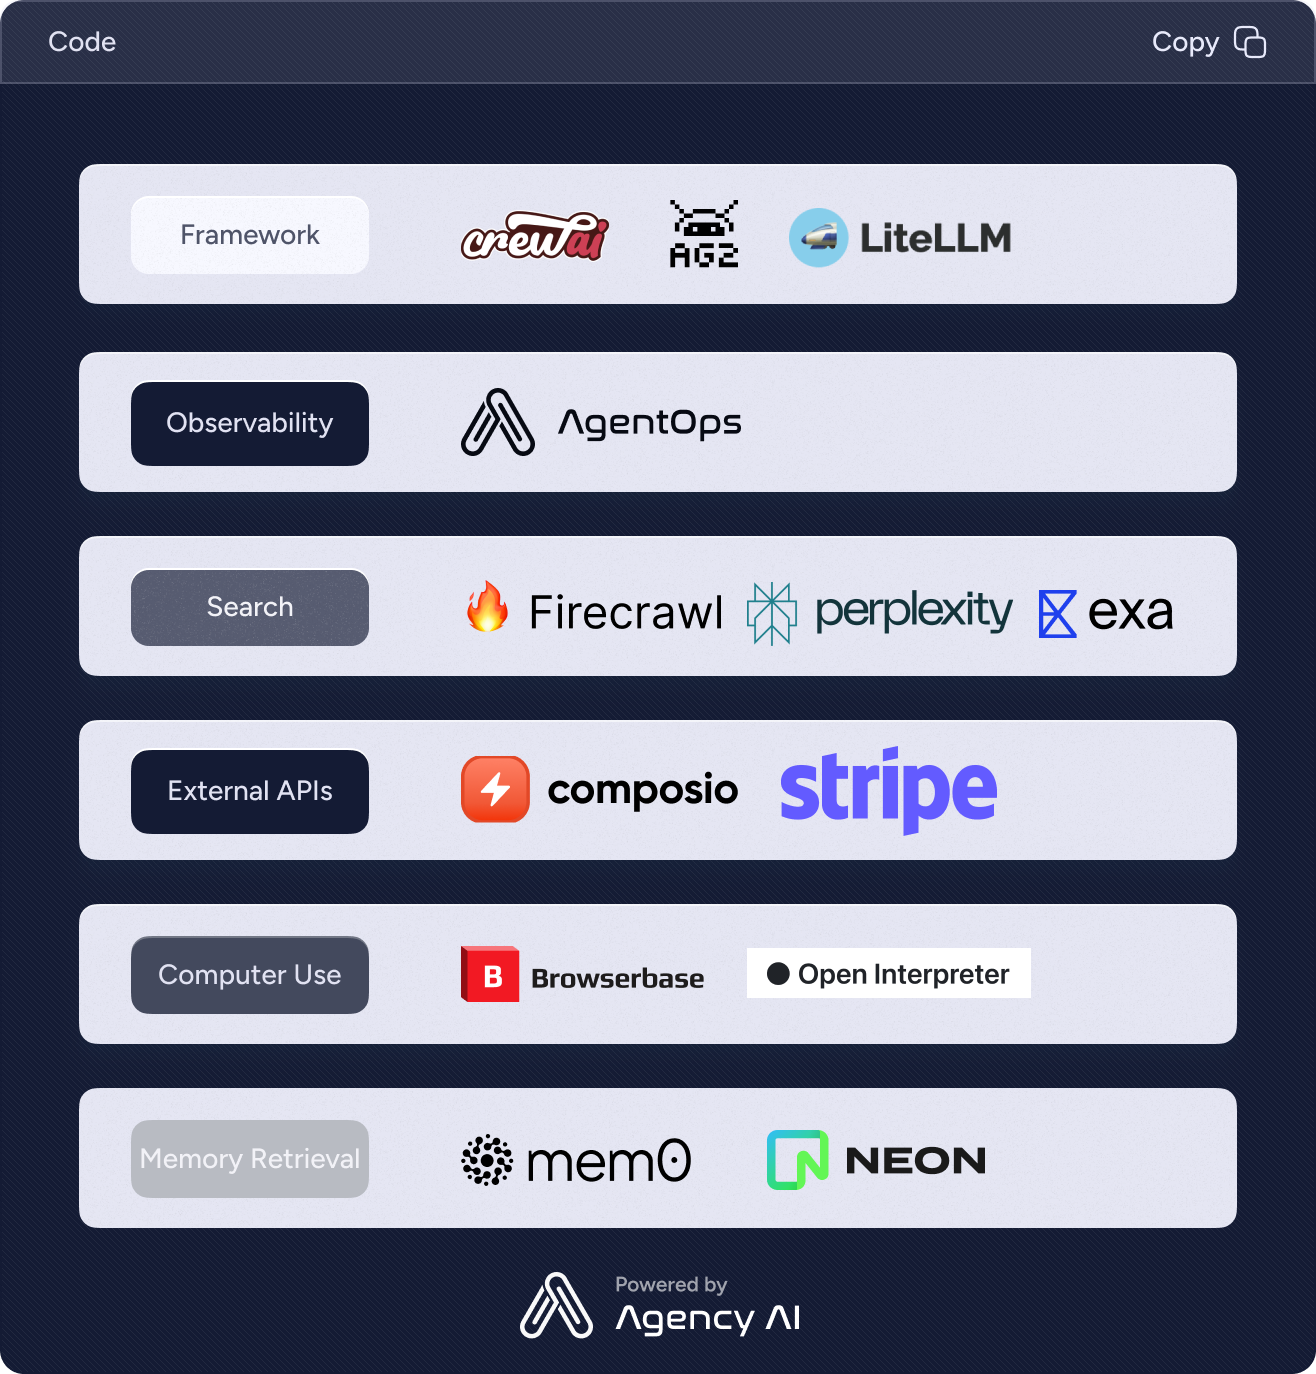 Code
Copy
Framework
crewai
AG2
LiteLLM
Observability
AgentOps
Search
Firecrawl
perplexity
exa
External APIs
composio
stripe
Computer Use
B
Browserbase
Open Interpreter
Memory Retrieval
mem0
NEON
Powered by
Agency AI